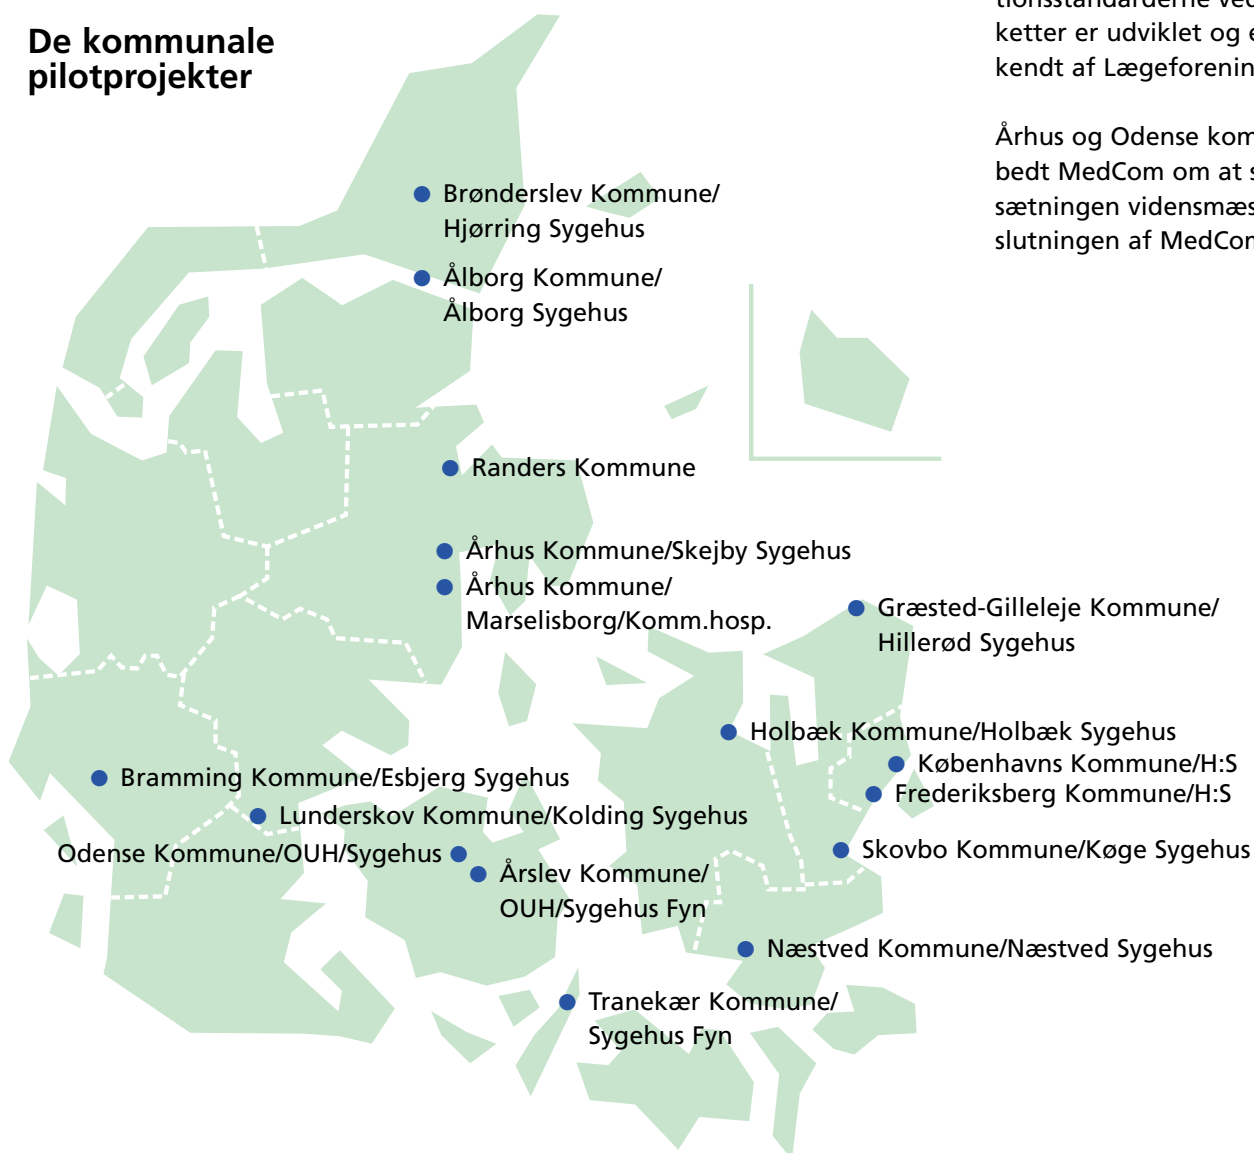 De kommunale
pilotprojekter
tionsstandarderne ved
ketter er udviklet og e
kendt af Lægeforenin
Århus og Odense kom
bedt MedCom om at s
sætningen vidensmæs
slutningen af MedCom
Brønderslev Kommune/
Hjørring Sygehus
Ålborg Kommune/
Ålborg Sygehus
Randers Kommune
Århus Kommune/Skejby Sygehus
Århus Kommune/
Marselisborg/Komm.hosp.
Græsted-Gilleleje Kommune/
Hillerød Sygehus
Holbæk Kommune/Holbæk Sygehus
Københavns Kommune/H:S
Frederiksberg Kommune/H:S
Bramming Kommune/Esbjerg Sygehus
Lunderskov Kommune/Kolding Sygehus
Odense Kommune/OUH/Sygehus
Årslev Kommune/
OUH/Sygehus Fyn
Skovbo Kommune/Køge Sygehus
Næstved Kommune/Næstved Sygehus
Tranekær Kommune/
Sygehus Fyn